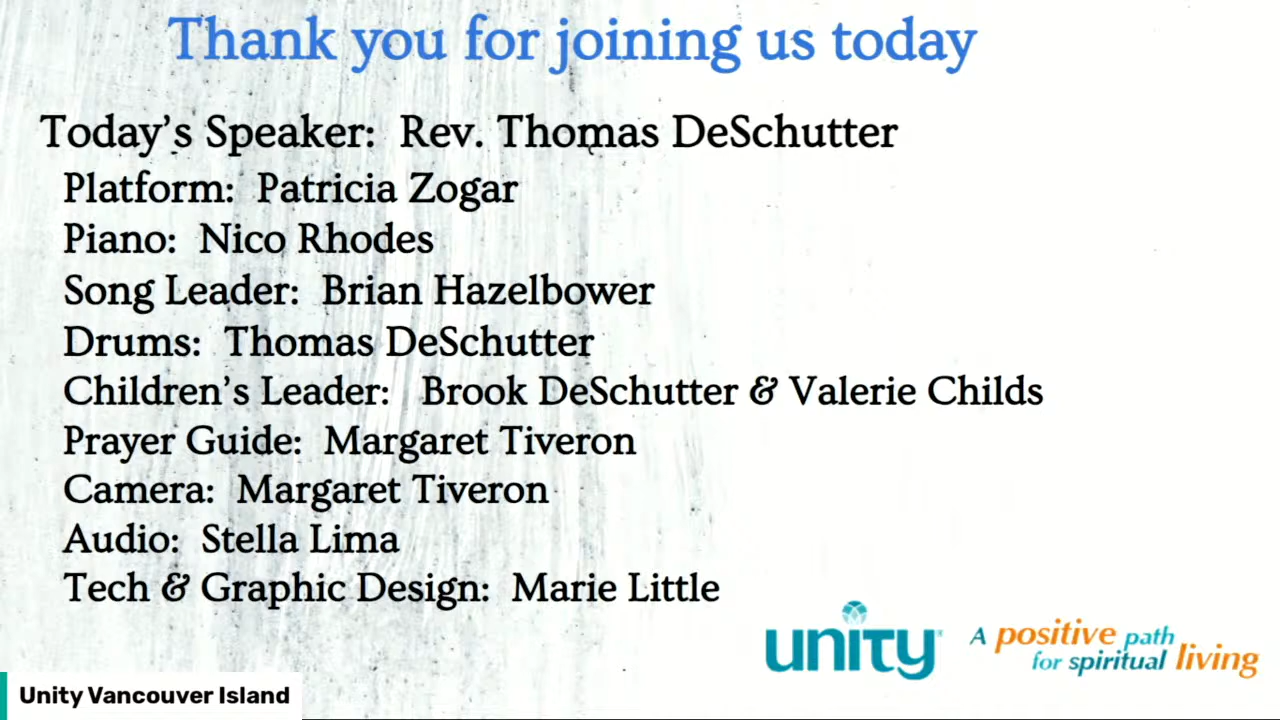 Thank you for joining us today
Today's Speaker: Rev. Thomas DeSchutter
Platform: Patricia Zogar
Piano: Nico Rhodes
Song Leader: Brian Hazelbower
Drums: Thomas DeSchutter
Children's Leader: Brook DeSchutter & Valerie Childs
Prayer Guide: Margaret Tiveron
Camera: Margaret Tiveron
Audio: Stella Lima
Tech & Graphic Design: Marie Little
unity
A positive path
for spiritual living
Unity Vancouver Island